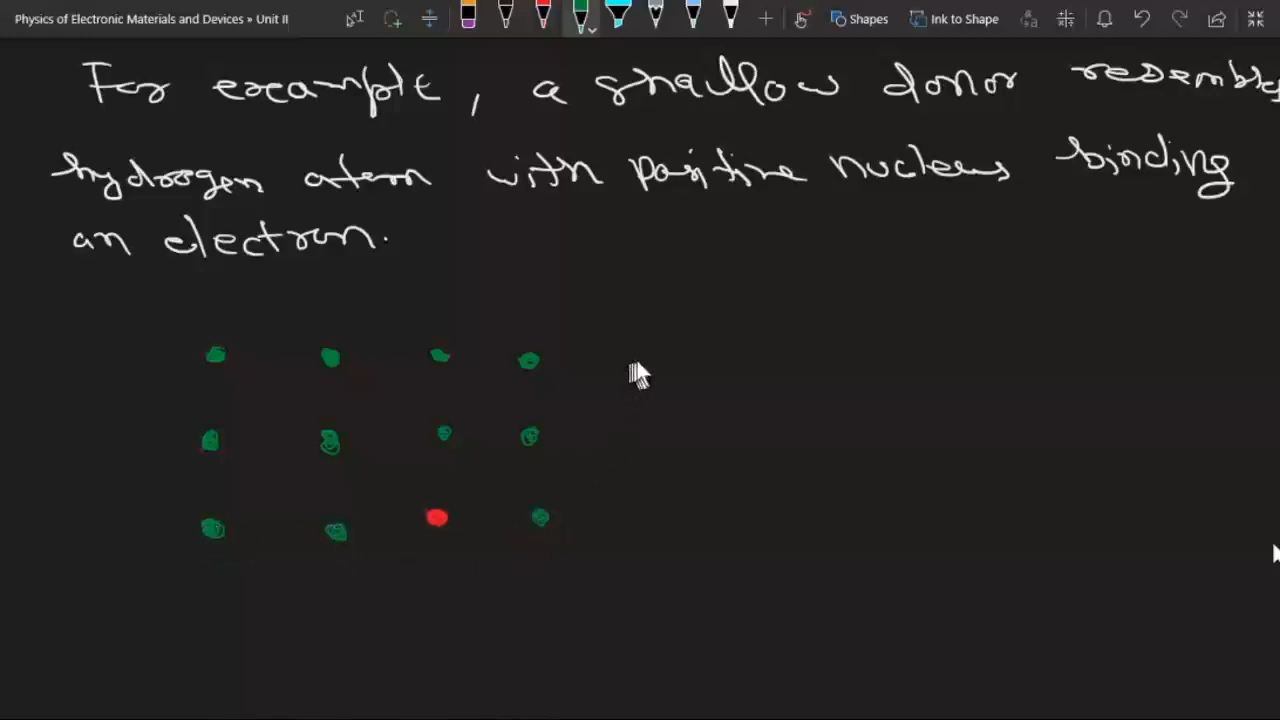 Physics of Electronic Materials and Devices » Unit II
Shapes
Ink to Shape
For example, a shallow donor resembles
hydrogen atom with positive nucleus binding
an electron.